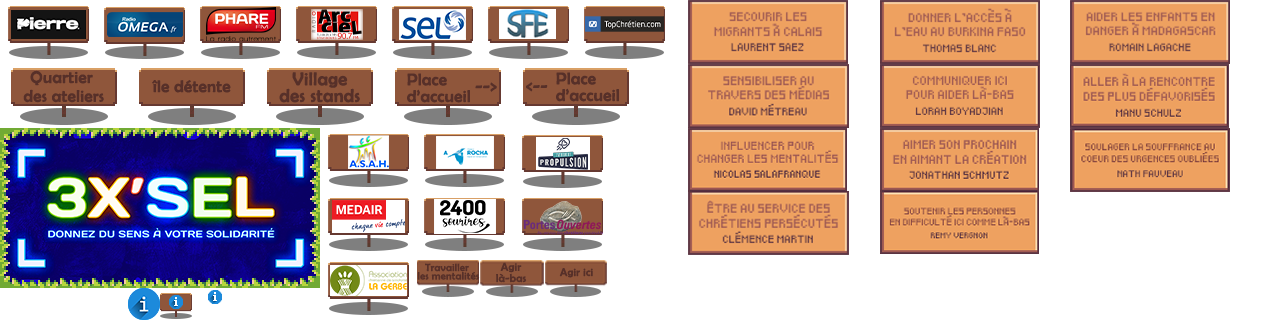 Pierre.
Radio
OMEGA.fr
PHARE
FM
La radio autrement
RADIO
Arc en
Ciel
90.7 FM
SEL
SFE
TopChrétien.com
Quartier
des ateliers
île détente
Village
des stands
Place
d'accueil -->
<-- Place
d'accueil
3X'SEL
DONNEZ DU SENS À VOTRE SOLIDARITÉ
A.S.A.H.
A ROCHA
PROPULSION
MEDAIR
chaque vie compte
2400
sourires
Portes Ouvertes
Association
LA GERBE
Travailler
les mentalités
Agir
là-bas
Agir ici
i
i
i
SECOURIR LES
MIGRANTS À CALAIS
LAURENT SAEZ
SENSIBILISER AU
TRAVERS DES MÉDIAS
DAVID MÉTREAU
INFLUENCER POUR
CHANGER LES MENTALITÉS
NICOLAS SALAFRANQUE
ÊTRE AU SERVICE DES
CHRÉTIENS PERSÉCUTÉS
CLÉMENCE MARTIN
DONNER L'ACCÈS À
L'EAU AU BURKINA FASO
THOMAS BLANC
COMMUNIQUER ICI
POUR AIDER LÀ-BAS
LORAH BOYADJIAN
AIMER SON PROCHAIN
EN AIMANT LA CRÉATION
JONATHAN SCHMUTZ
SOUTENIR LES PERSONNES
EN DIFFICULTÉ ICI COMME LÀ-BAS
REMY VERGNON
AIDER LES ENFANTS EN
DANGER À MADAGASCAR
ROMAIN LAGACHE
ALLER À LA RENCONTRE
DES PLUS DÉFAVORISÉS
MANU SCHULZ
SOULAGER LA SOUFFRANCE AU
COEUR DES URGENCES OUBLIÉES
NATH FAUVEAU